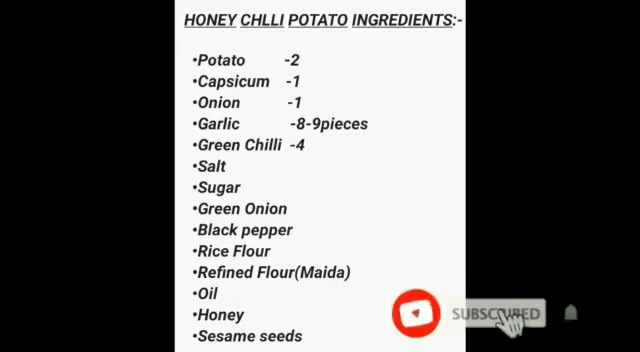 HONEY CHLLI POTATO INGREDIENTS:-
•Potato -2
•Capsicum -1
•Onion -1
•Garlic -8-9pieces
•Green Chilli -4
•Salt
•Sugar
•Green Onion
•Black pepper
•Rice Flour
•Refined Flour(Maida)
•Oil
•Honey
•Sesame seeds
SUBSCRIBED